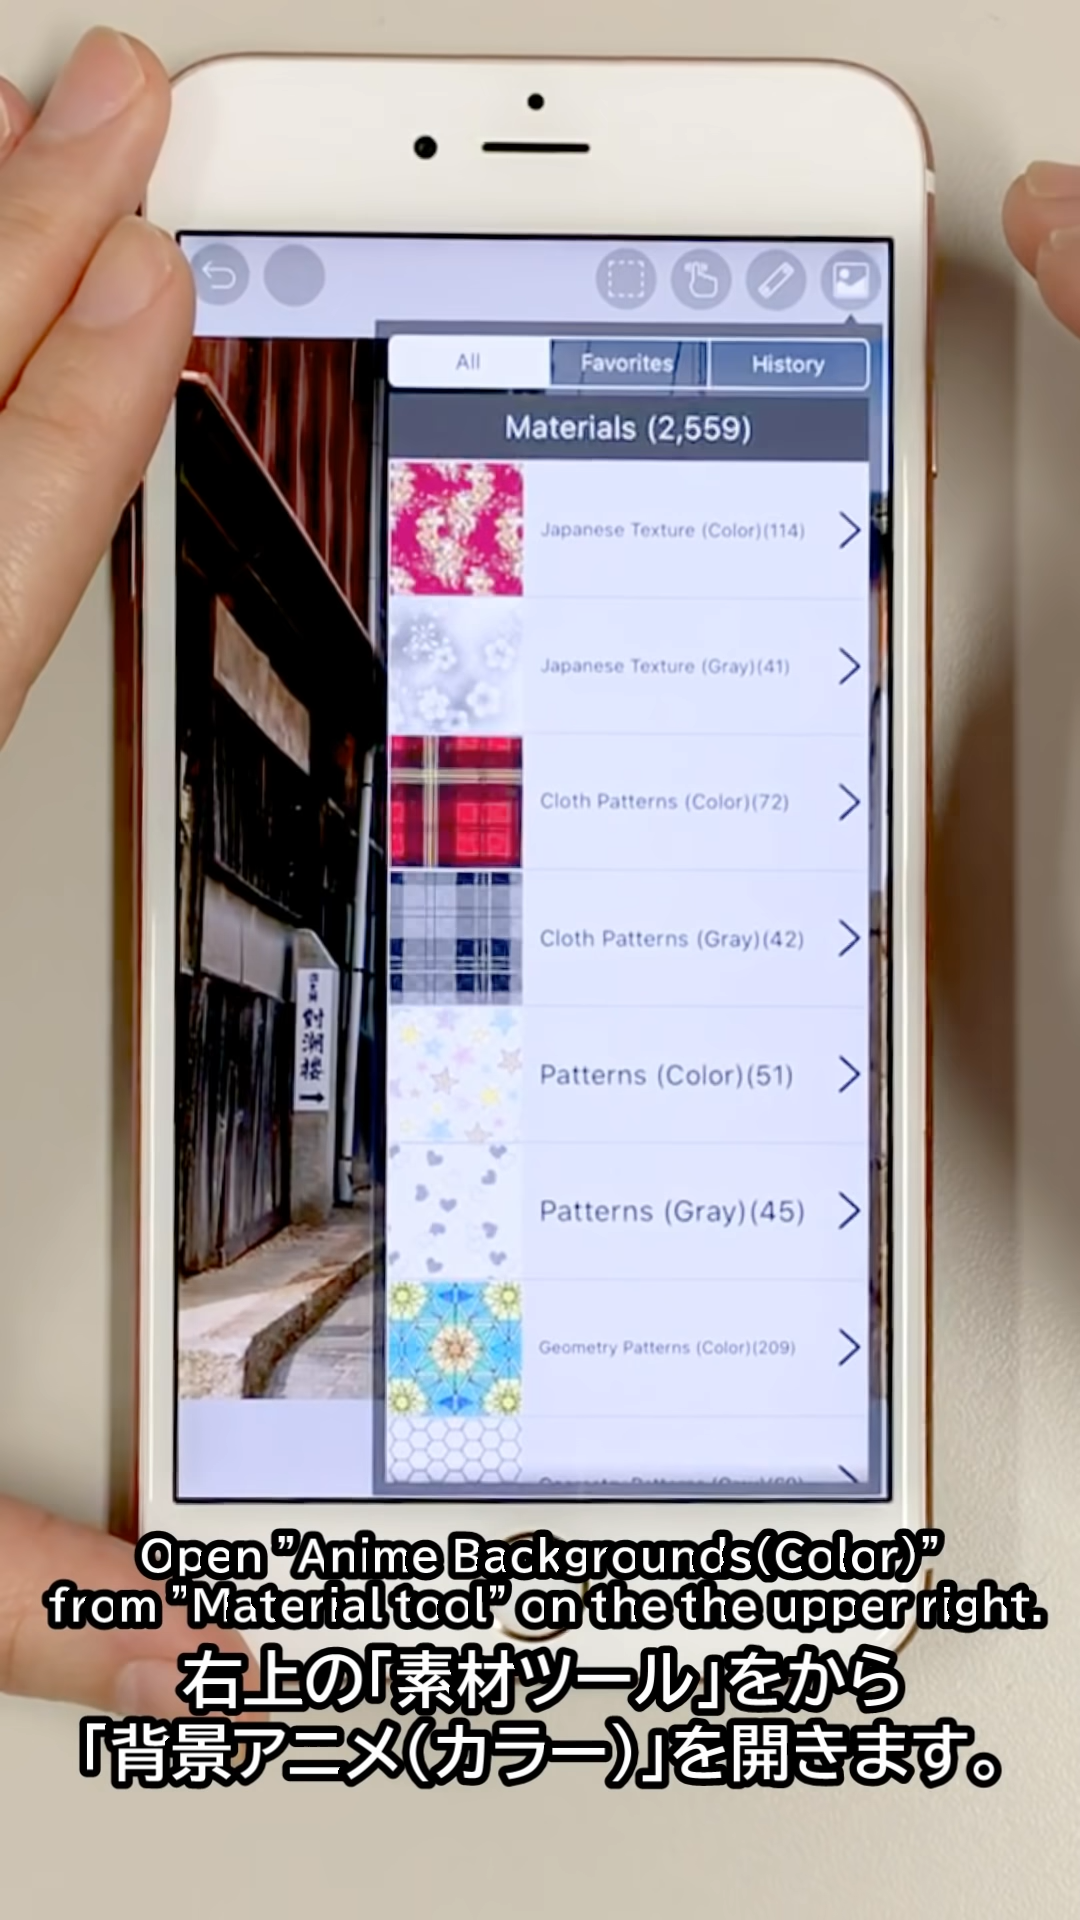 All
Favorites
History
Materials (2,559)
Japanese Texture (Color)(114)
Japanese Texture (Gray)(41)
Cloth Patterns (Color)(72)
Cloth Patterns (Gray)(42)
Patterns (Color)(51)
Patterns (Gray)(45)
Geometry Patterns (Color)(209)
対潮楼
Open "Anime Backgrounds(Color)"
from "Material tool" on the the upper right.
右上の「素材ツール」をから
「背景アニメ(カラー)」を開きます。